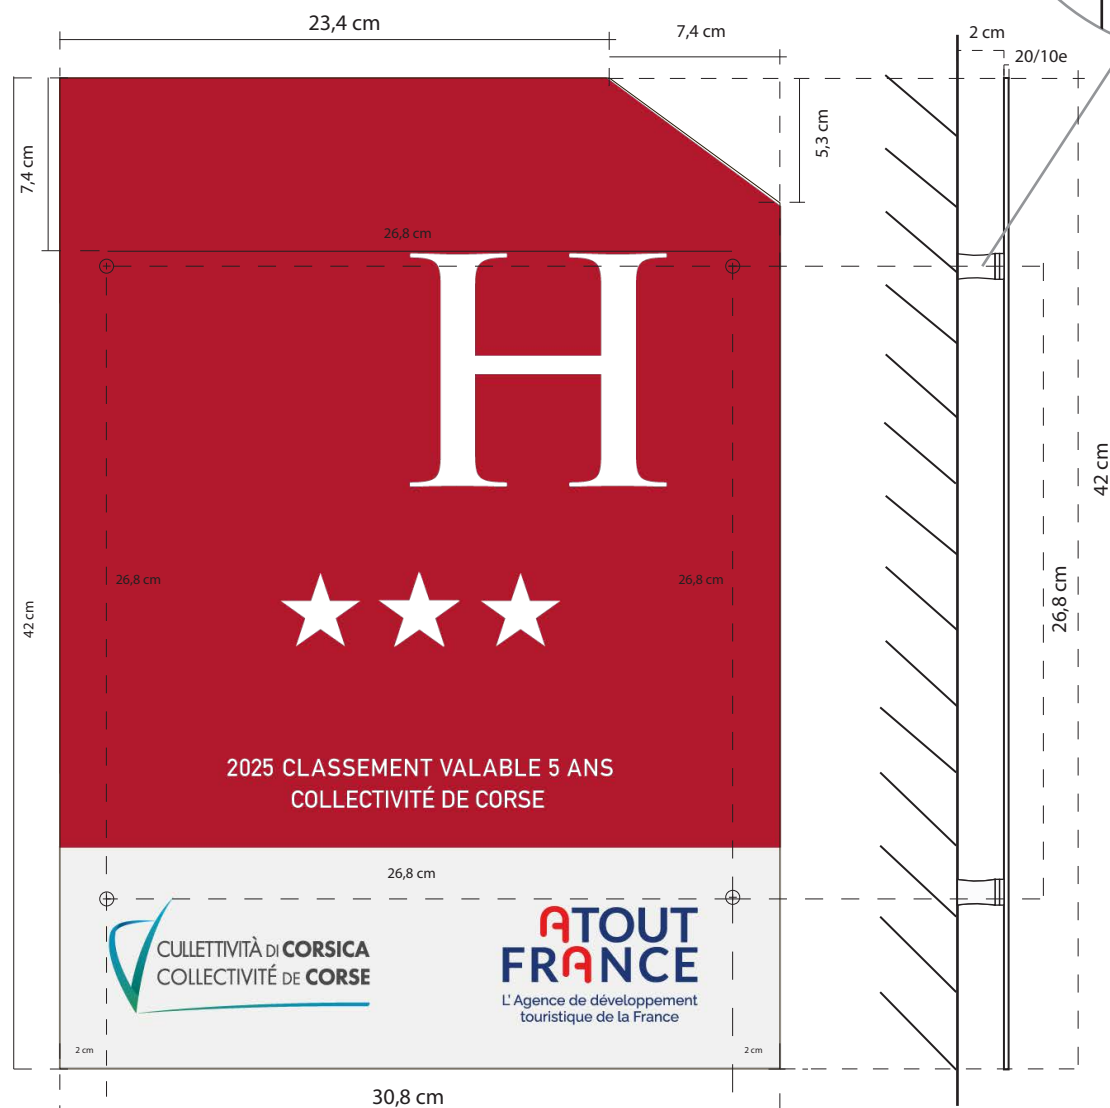 23,4 cm
7,4 cm
2 cm
20/10e
7,4 cm
5,3 cm
26,8 cm
H
42 cm
26,8 cm
26,8 cm
26,8 cm
42 cm
2025 CLASSEMENT VALABLE 5 ANS
COLLECTIVITÉ DE CORSE
26,8 cm
CULLETTIVITÀ DI CORSICA
COLLECTIVITÉ DE CORSE
ATOUT
FRANCE
L'Agence de développement
touristique de la France
2 cm
2 cm
30,8 cm